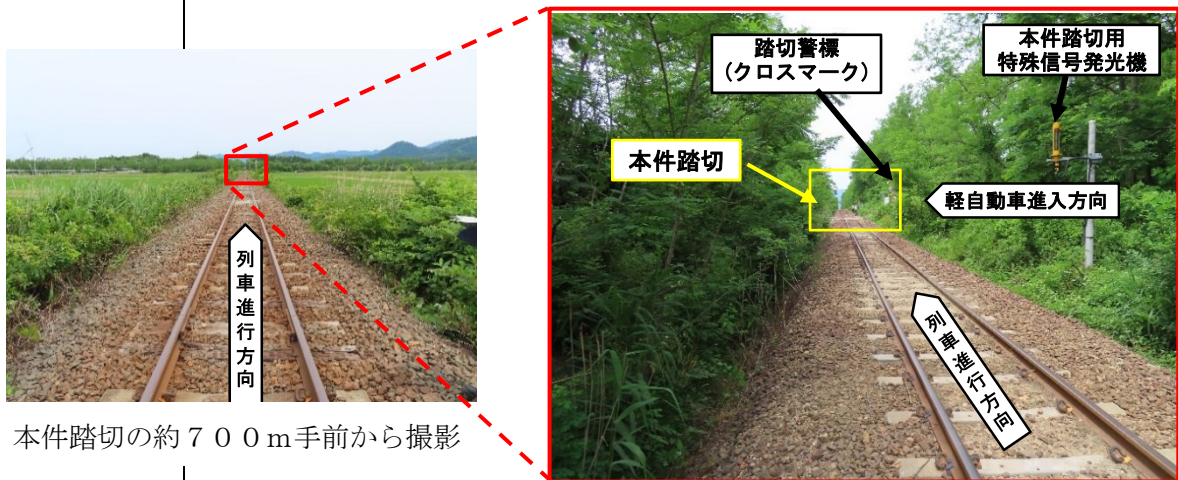 踏切警標
(クロスマーク)
本件踏切用
特殊信号発光機
本件踏切
軽自動車進入方向
列車進行方向
列車進行方向
本件踏切の約700m手前から撮影